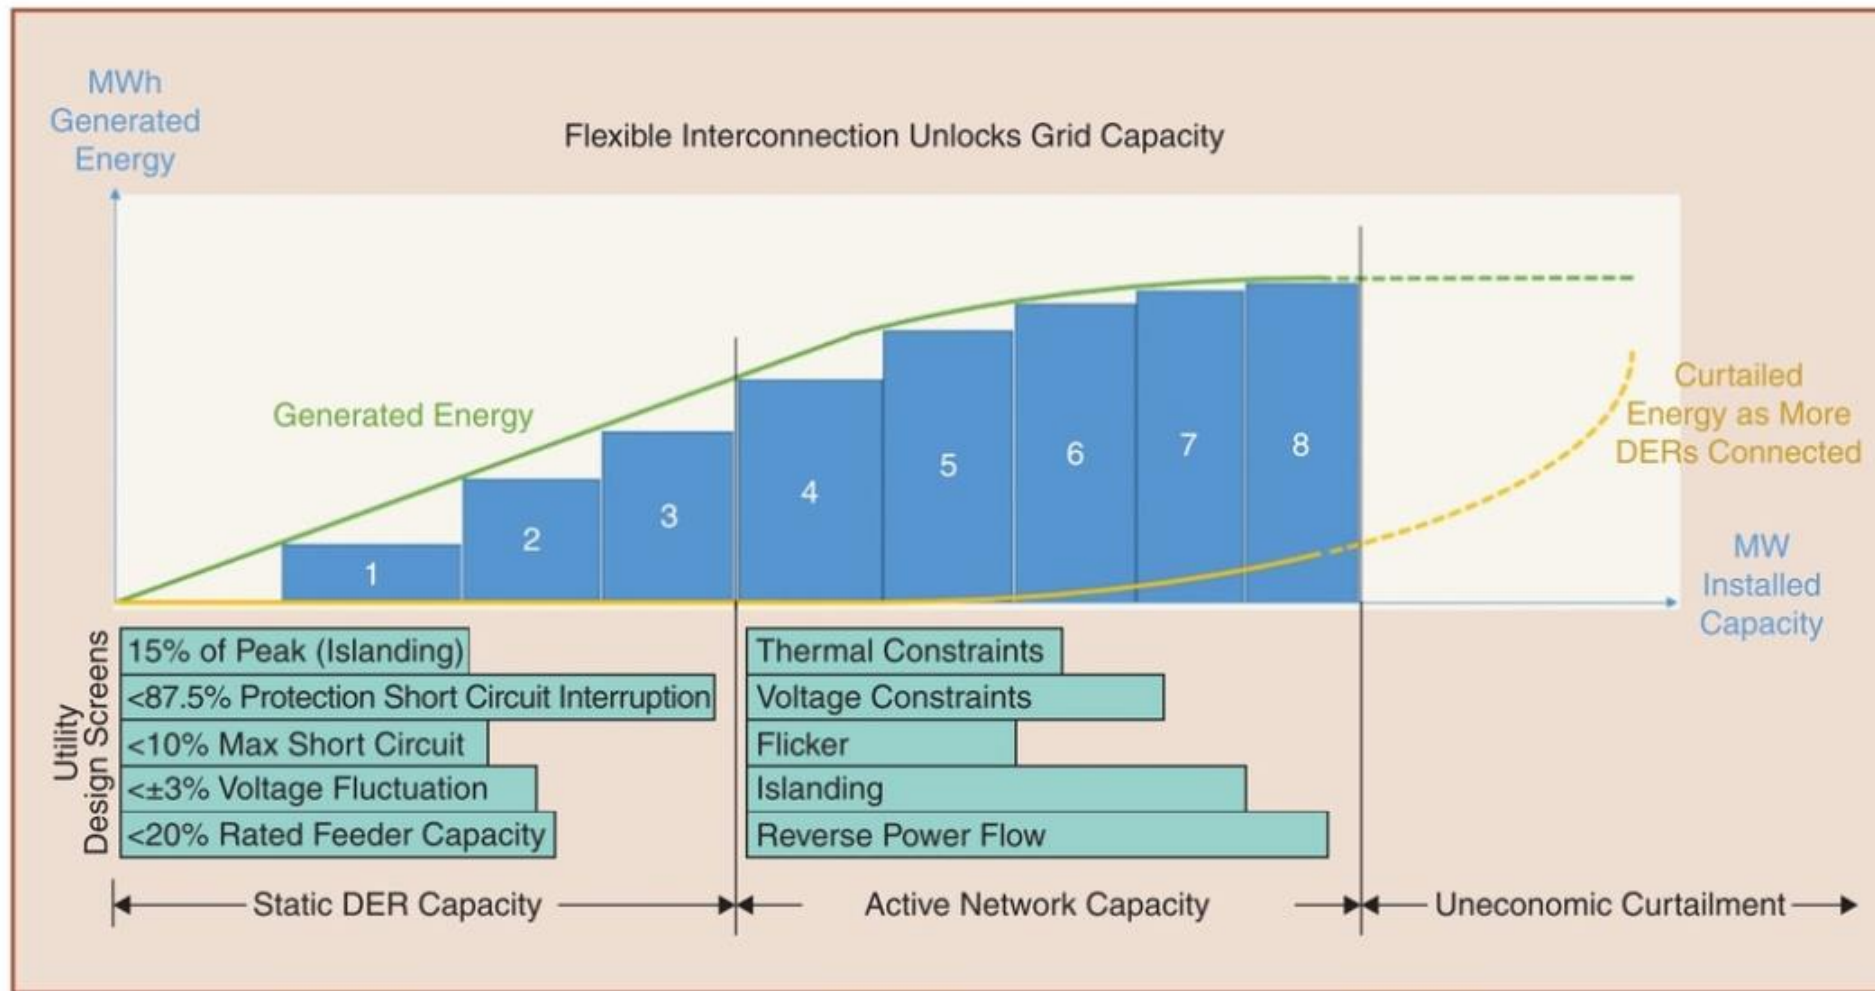 MWh
Generated
Energy
Flexible Interconnection Unlocks Grid Capacity
Generated Energy
1
2
3
4
5
6
7
8
Curtailed
Energy as More
DERs Connected
MW
Installed
Capacity
Utility
Design Screens
15% of Peak (Islanding)
<87.5% Protection Short Circuit Interruption
<10% Max Short Circuit
<±3% Voltage Fluctuation
<20% Rated Feeder Capacity
Thermal Constraints
Voltage Constraints
Flicker
Islanding
Reverse Power Flow
Static DER Capacity
Active Network Capacity
Uneconomic Curtailment